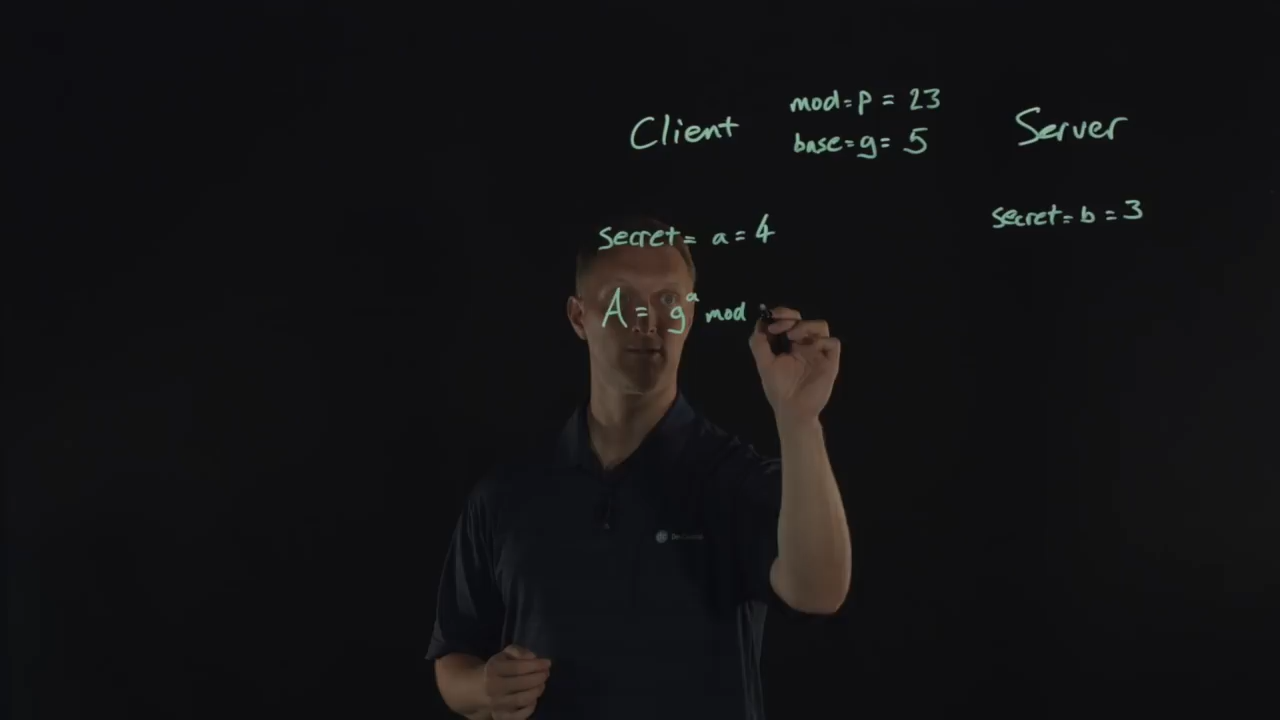 Client
mod=p = 23
base=g= 5
Server
secret= a=4
secret= b=3
A = g^a mod